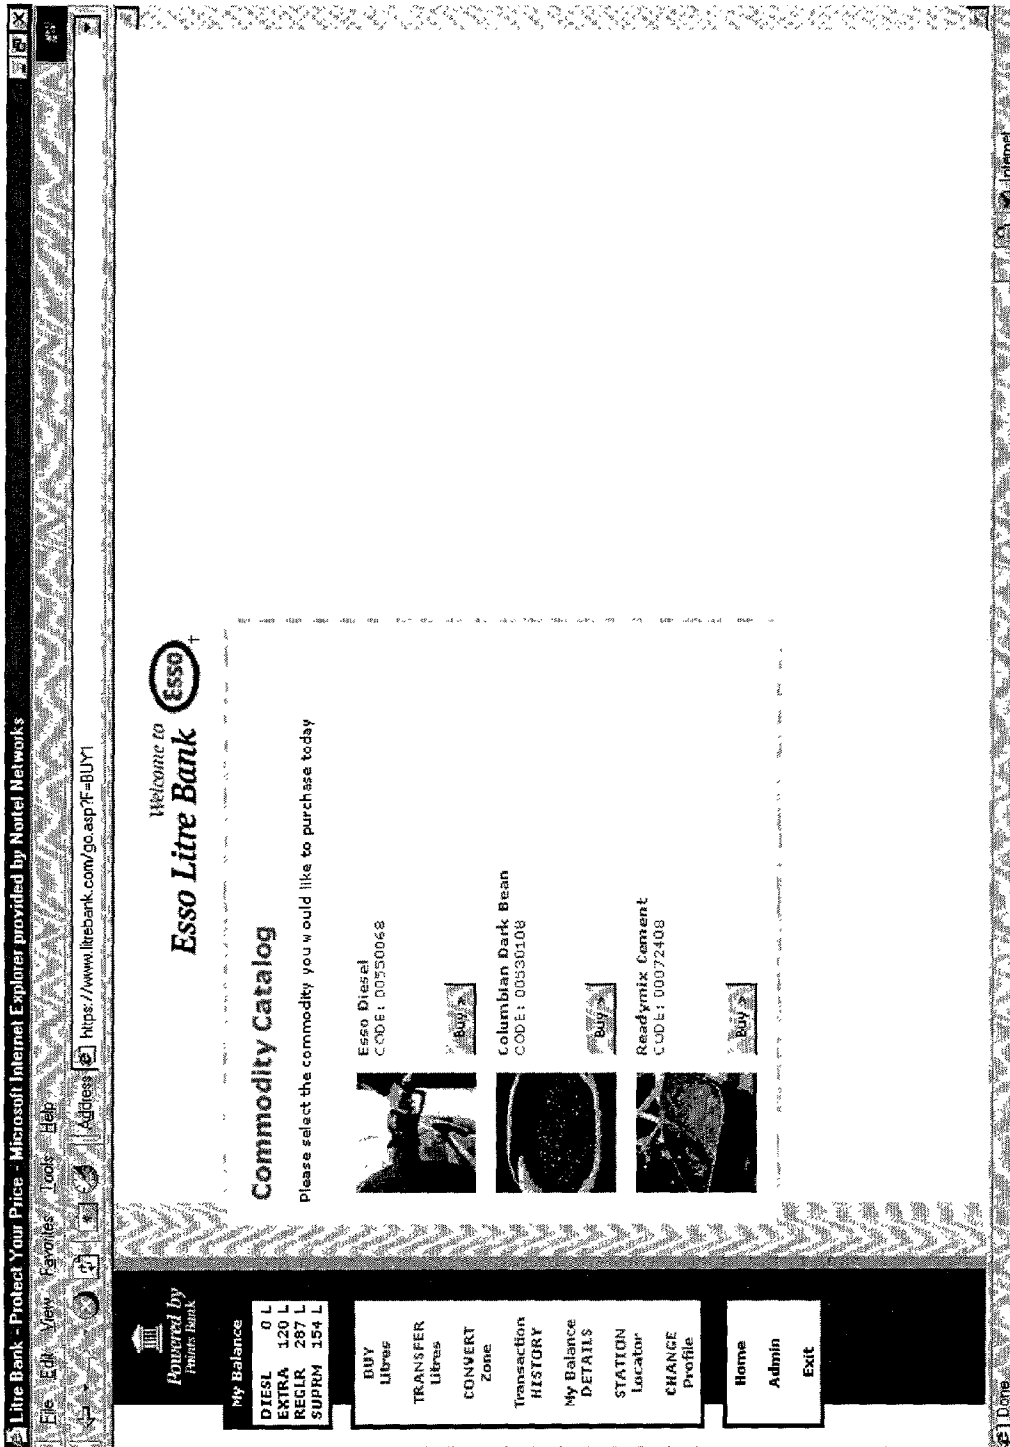 Litre Bank - Protect Your Price - Microsoft Internet Explorer provided by Nortel Networks
File Edit View Favorites Tools Help
Address https://www.litrebank.com/go.asp?F=BUY1
Powered by
Points Bank
My Balance
DIESL 0 L
EXTRA 120 L
REGLR 287 L
SUPRM 154 L
BUY
Litres
TRANSFER
Litres
CONVERT
Zone
Transaction
HISTORY
My Balance
DETAILS
STATION
Locator
CHANGE
Profile
Home
Admin
Exit
Welcome to
Esso Litre Bank
Esso
†
Commodity Catalog
Please select the commodity you would like to purchase today
Esso Diesel
CODE: 00550068
Buy >
Columbian Dark Bean
CODE: 00530108
Buy >
Readymix Cement
CODE: 00072408
Buy >
Done
Internet